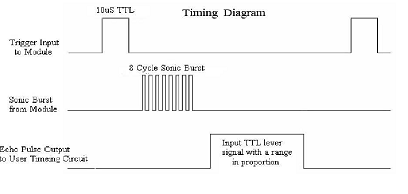 10uS TTL
Timing Diagram
Trigger Input
to Module
8 Cycle Sonic Burst
Sonic Burst
from Module
Echo Pulse Output
to User Timeing Circuit
Input TTL lever
signal with a range
in proportion